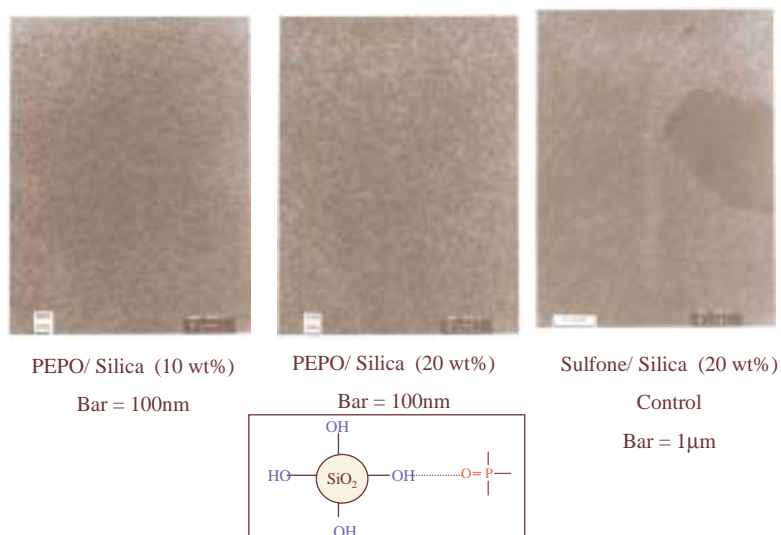 PEPO/ Silica (10 wt%)
Bar = 100nm
PEPO/ Silica (20 wt%)
Bar = 100nm
Sulfone/ Silica (20 wt%)
Control
Bar = 1μm
OH
HO
SiO₂
OH
O=P
OH